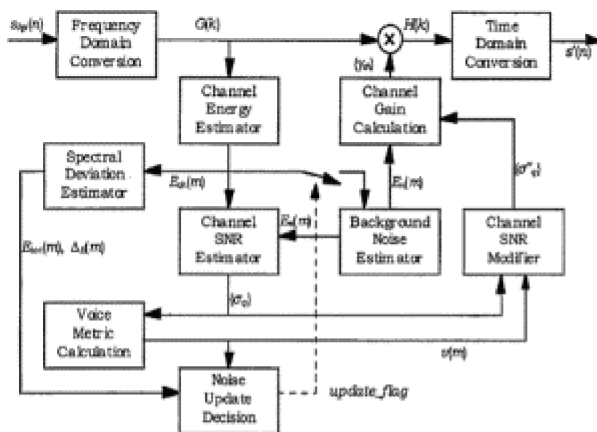 s_hp(n)
Frequency
Domain
Conversion
G(k)
H(k)
Time
Domain
Conversion
s'(n)
{γ_ch}
Channel
Energy
Estimator
Channel
Gain
Calculation
Spectral
Deviation
Estimator
E_ch(m)
E_n(m)
{σ"_q}
E_n(m)
Channel
SNR
Estimator
Background
Noise
Estimator
Channel
SNR
Modifier
E_tot(m), Δ_E(m)
{σ_q}
Voice
Metric
Calculation
v(m)
Noise
Update
Decision
update_flag